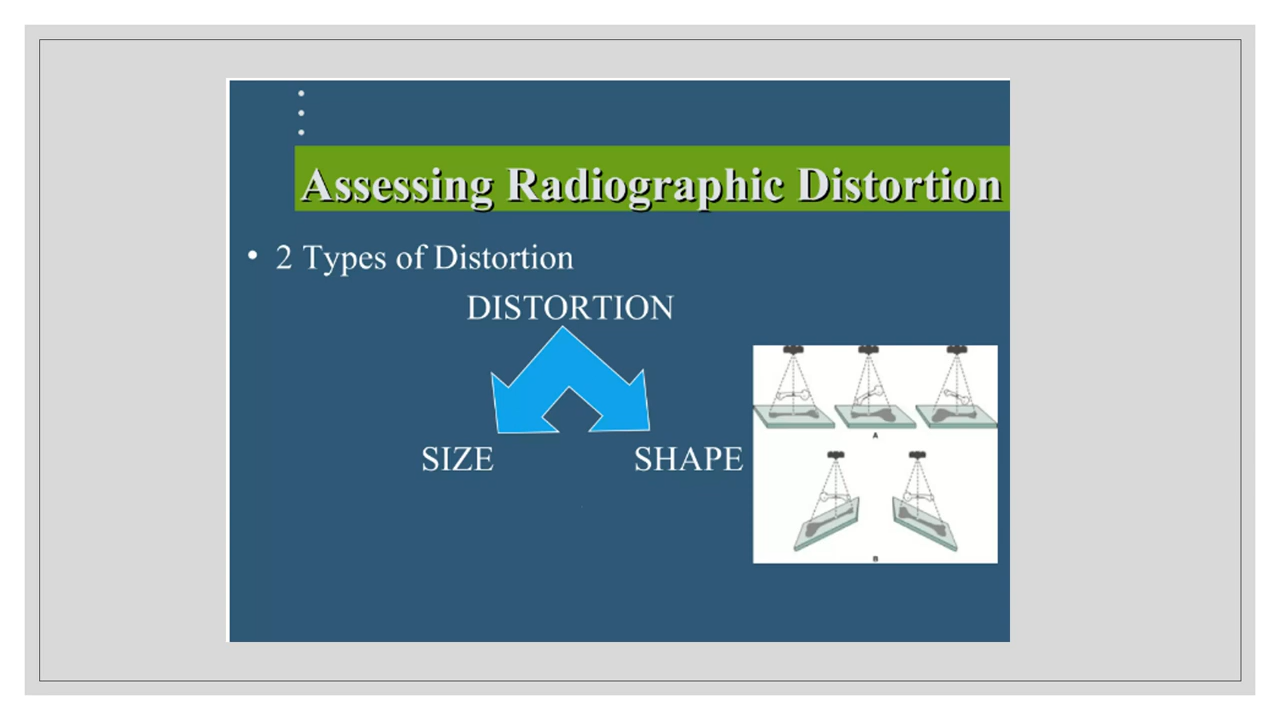 Assessing Radiographic Distortion
• 2 Types of Distortion
DISTORTION
SIZE
SHAPE
A
B